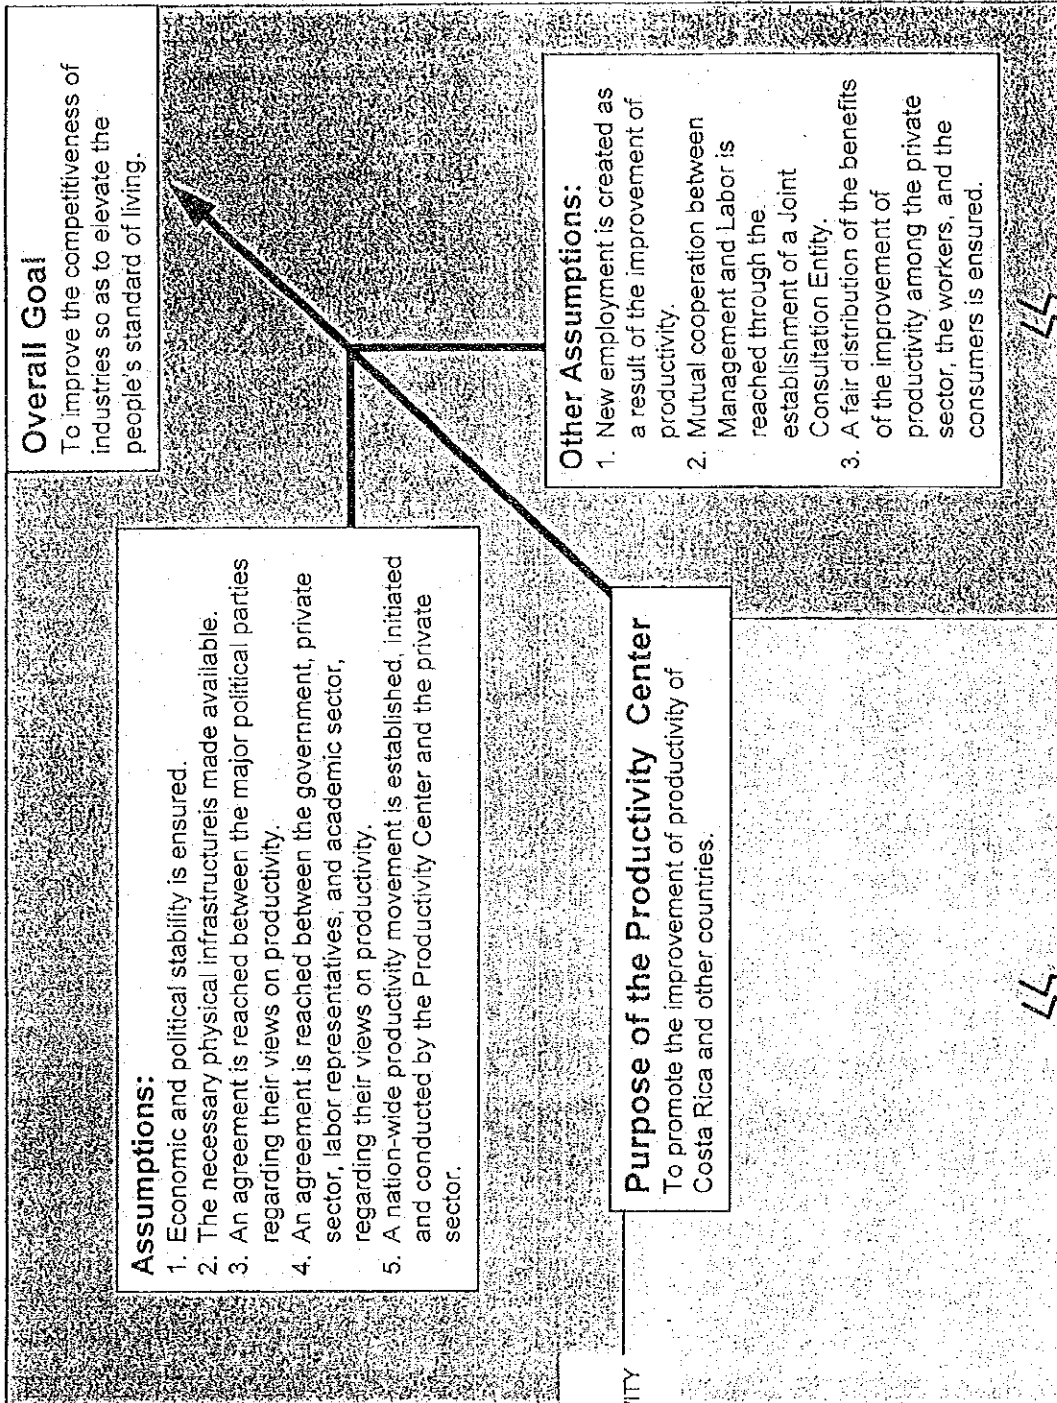 Overall Goal
To improve the competitiveness of
industries so as to elevate the
people's standard of living.
Assumptions:
1. Economic and political stability is ensured.
2. The necessary physical infrastructureis made available.
3. An agreement is reached between the major political parties
regarding their views on productivity.
4. An agreement is reached between the government, private
sector, labor representatives, and academic sector,
regarding their views on productivity.
5. A nation-wide productivity movement is established, initiated
and conducted by the Productivity Center and the private
sector.
Other Assumptions:
1. New employment is created as
a result of the improvement of
productivity.
2. Mutual cooperation between
Management and Labor is
reached through the
establishment of a Joint
Consultation Entity.
3. A fair distribution of the benefits
of the improvement of
productivity among the private
sector, the workers, and the
consumers is ensured.
Purpose of the Productivity Center
To promote the improvement of productivity of
Costa Rica and other countries.
VITY